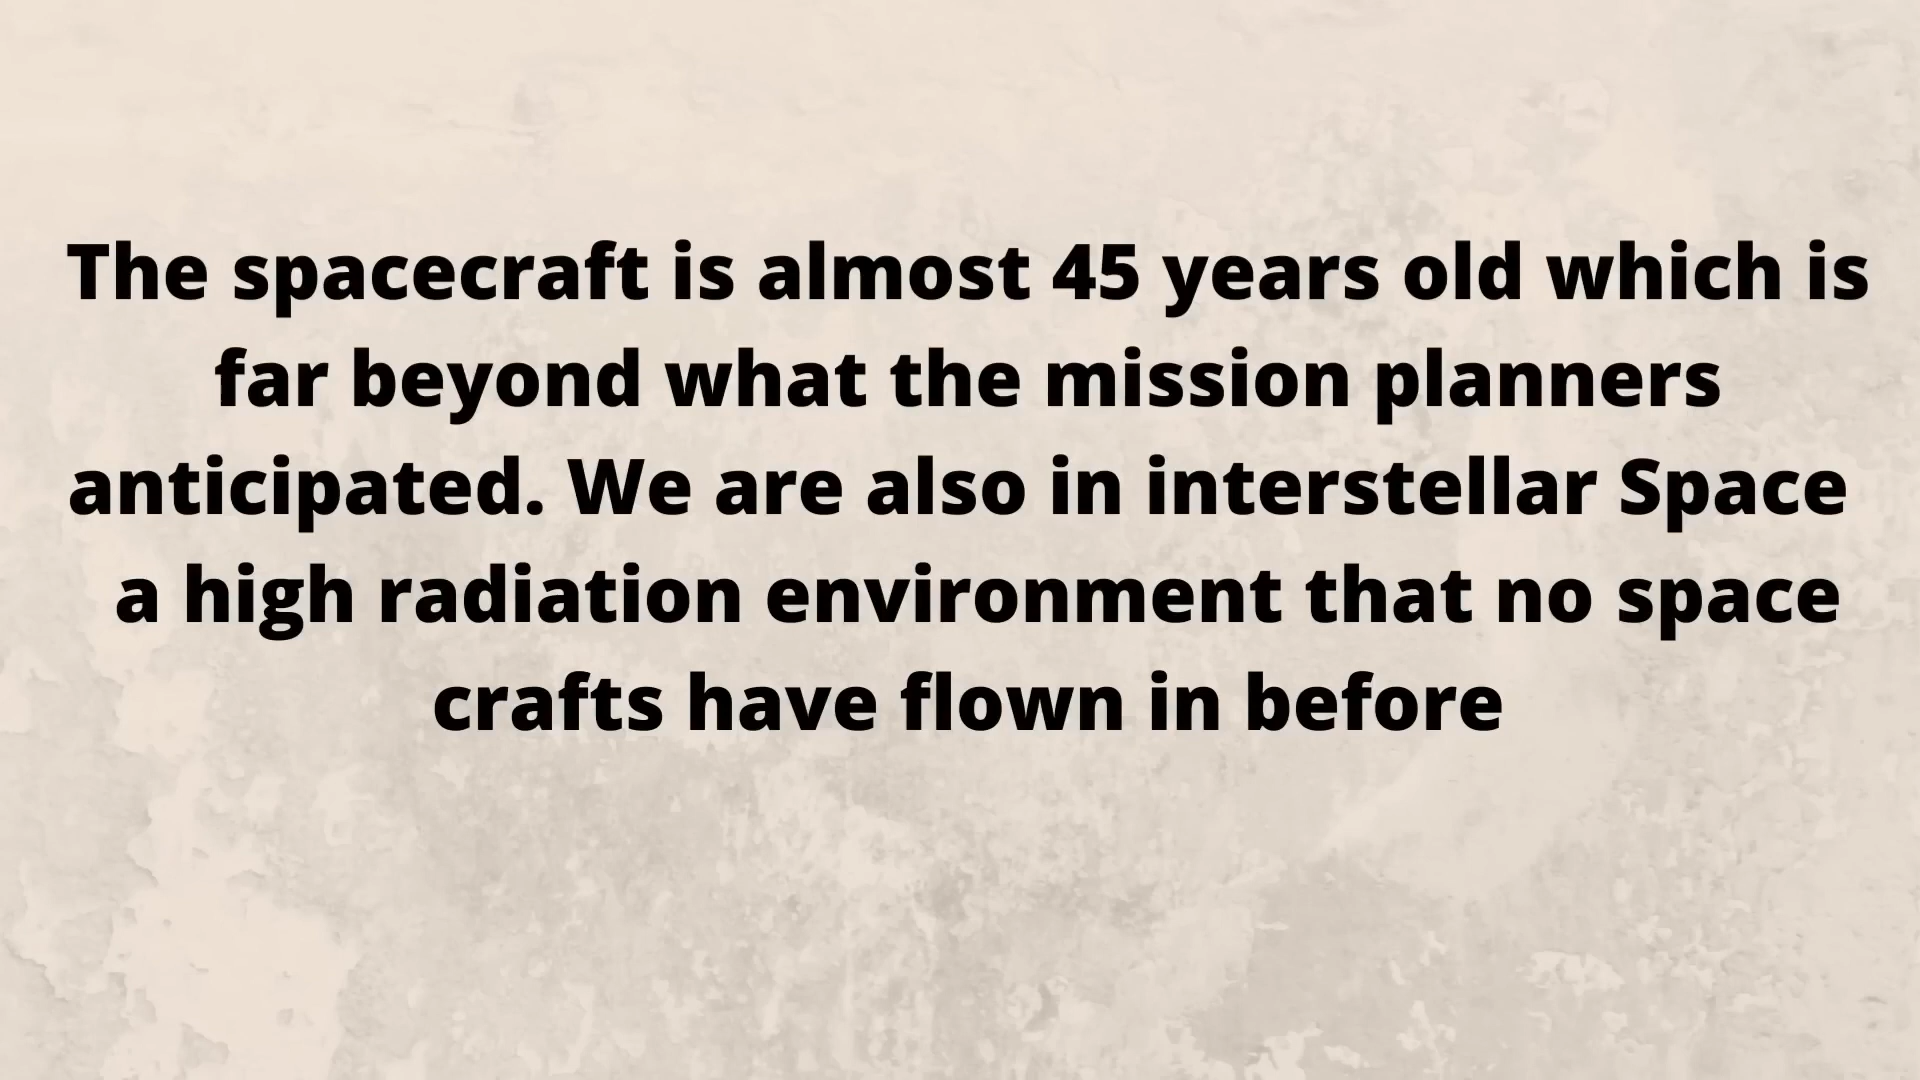 The spacecraft is almost 45 years old which is
far beyond what the mission planners
anticipated. We are also in interstellar Space
a high radiation environment that no space
crafts have flown in before